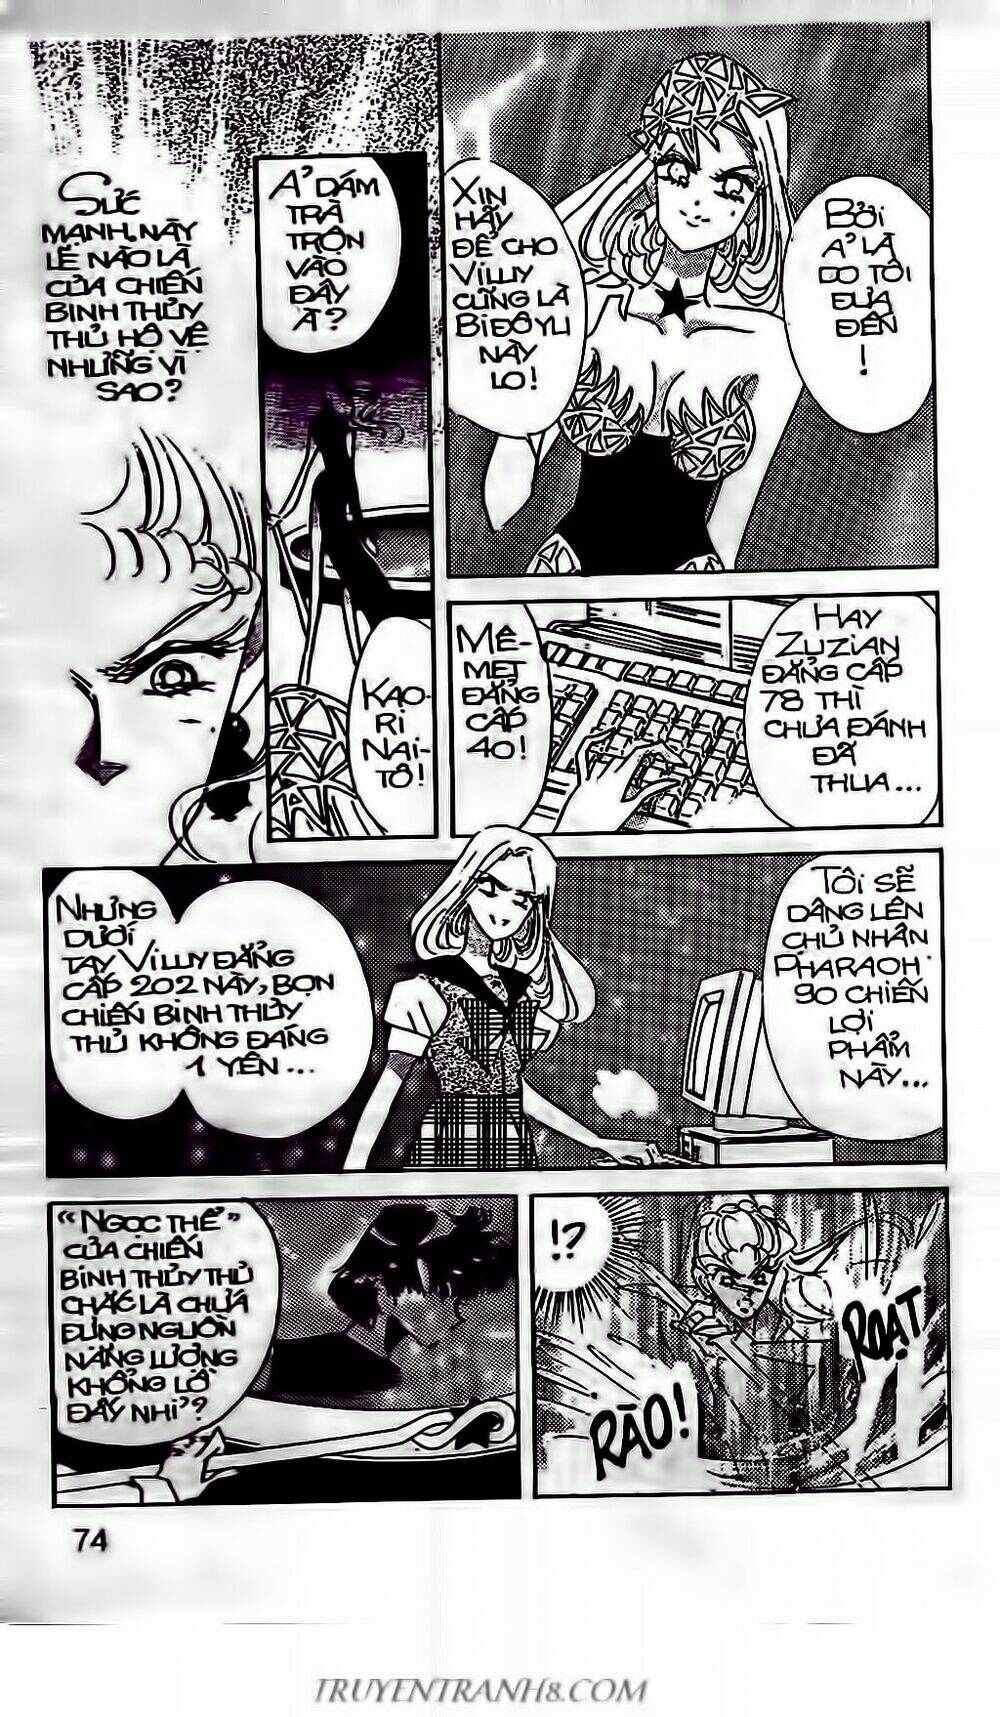 BỞI
Ả LÀ
DO TÔI
ĐƯA
ĐẾN
!
XIN
HÃY
ĐỂ CHO
VILUY
CŨNG LÀ
BIĐÔYU
NÀY
LO!
Ả DÁM
TRÀ
TRỘN
VÀO
ĐÂY
À?
SỨC
MẠNH NÀY
LẼ NÀO LÀ
CỦA CHIẾN
BINH THỦY
THỦ HỘ VỆ
NHỮNG VÌ
SAO?
KAO-
RI
NAI-
TÔ!
HAY
ZUZIAN
ĐẲNG CẤP
78 THÌ
CHƯA ĐÁNH
ĐÃ
THUA...
MÊ-
MET
ĐẲNG
CẤP
40!
TÔI SẼ
DÂNG LÊN
CHỦ NHÂN
PHARAOH
90 CHIẾN
LỢI
PHẨM
NÀY...
NHƯNG
DƯỚI
TAY VILUY ĐẲNG
CẤP 202 NÀY, BỌN
CHIẾN BINH THỦY
THỦ KHÔNG ĐÁNG
1 YÊN...
!?
ROẠT
RÀO!
"NGỌC THỂ"
CỦA CHIẾN
BINH THỦY THỦ
CHẮC LÀ CHỨA
ĐỰNG NGUỒN
NĂNG LƯỢNG
KHỔNG LỒ
ĐẤY NHỈ?
74
TRUYENTRANH8.COM